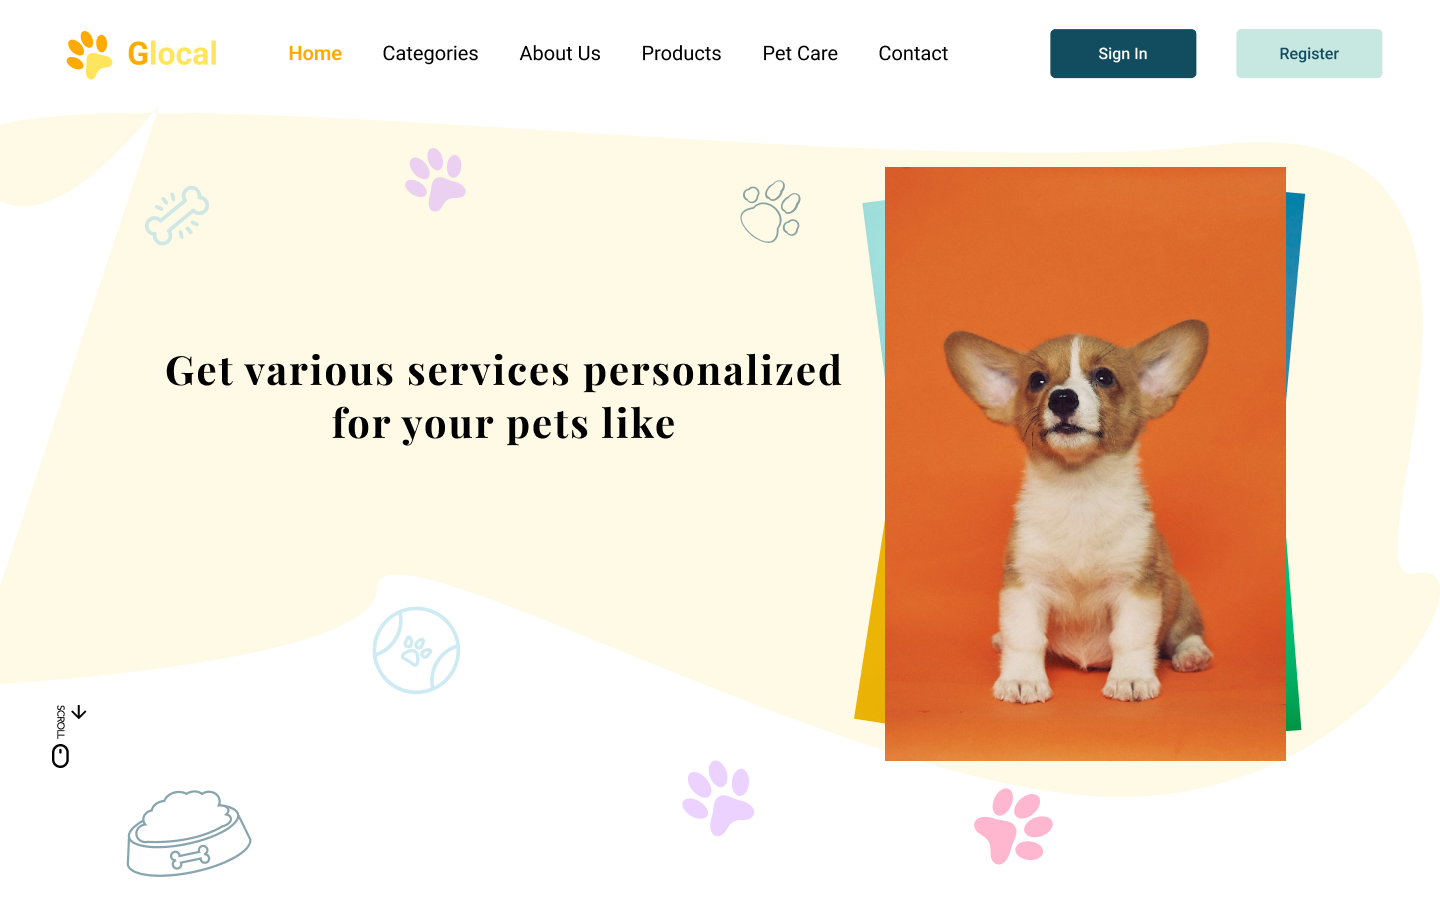 Glocal
Home Categories About Us Products Pet Care Contact
Sign In
Register
Get various services personalized
for your pets like
SCROLL